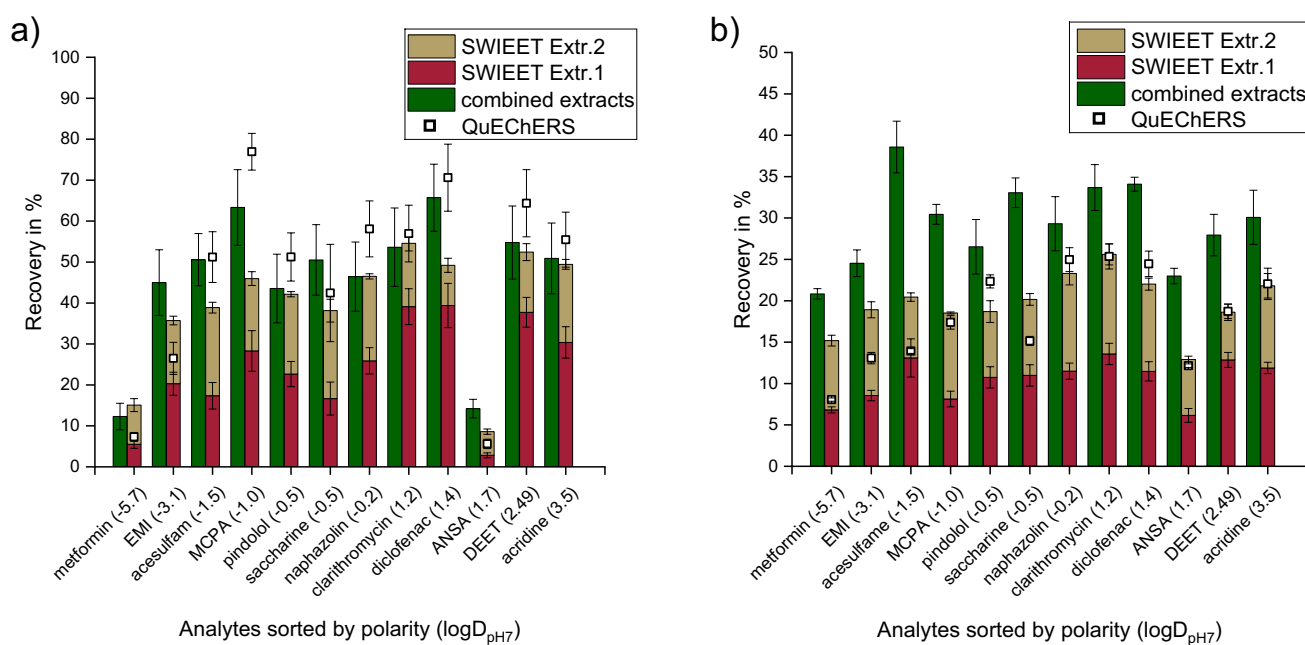 a)
SWIEET Extr.2
SWIEET Extr.1
combined extracts
QuEChERS
Recovery in %
100
90
80
70
60
50
40
30
20
10
0
metformin (-5.7)
EMI (-3.1)
acesulfam (-1.5)
MCPA (-1.0)
pindolol (-0.5)
saccharine (-0.5)
naphazolin (-0.2)
clarithromycin (1.2)
diclofenac (1.4)
ANSA (1.7)
DEET (2.49)
acridine (3.5)
Analytes sorted by polarity (logD_pH7)
b)
SWIEET Extr.2
SWIEET Extr.1
combined extracts
QuEChERS
Recovery in %
50
45
40
35
30
25
20
15
10
5
0
metformin (-5.7)
EMI (-3.1)
acesulfame (-1.5)
MCPA (-1.0)
pindolol (-0.5)
saccharine (-0.5)
naphazolin (-0.2)
clarithromycin (1.2)
diclofenac (1.4)
ANSA (1.7)
DEET (2.49)
acridine (3.5)
Analytes sorted by polarity (logD_pH7)